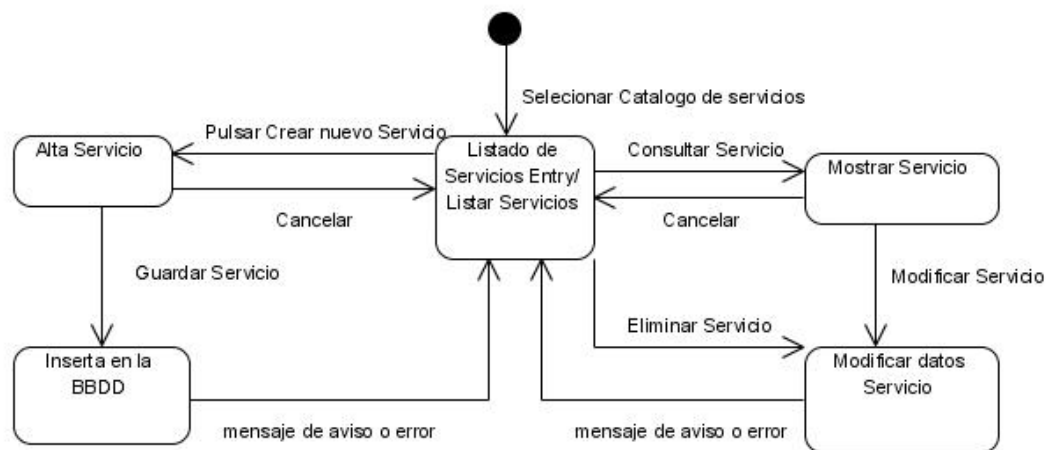 Selecionar Catalogo de servicios
Pulsar Crear nuevo Servicio
Alta Servicio
Listado de
Servicios Entry/
Listar Servicios
Consultar Servicio
Mostrar Servicio
Cancelar
Cancelar
Guardar Servicio
Modificar Servicio
Eliminar Servicio
Inserta en la
BBDD
Modificar datos
Servicio
mensaje de aviso o error
mensaje de aviso o error